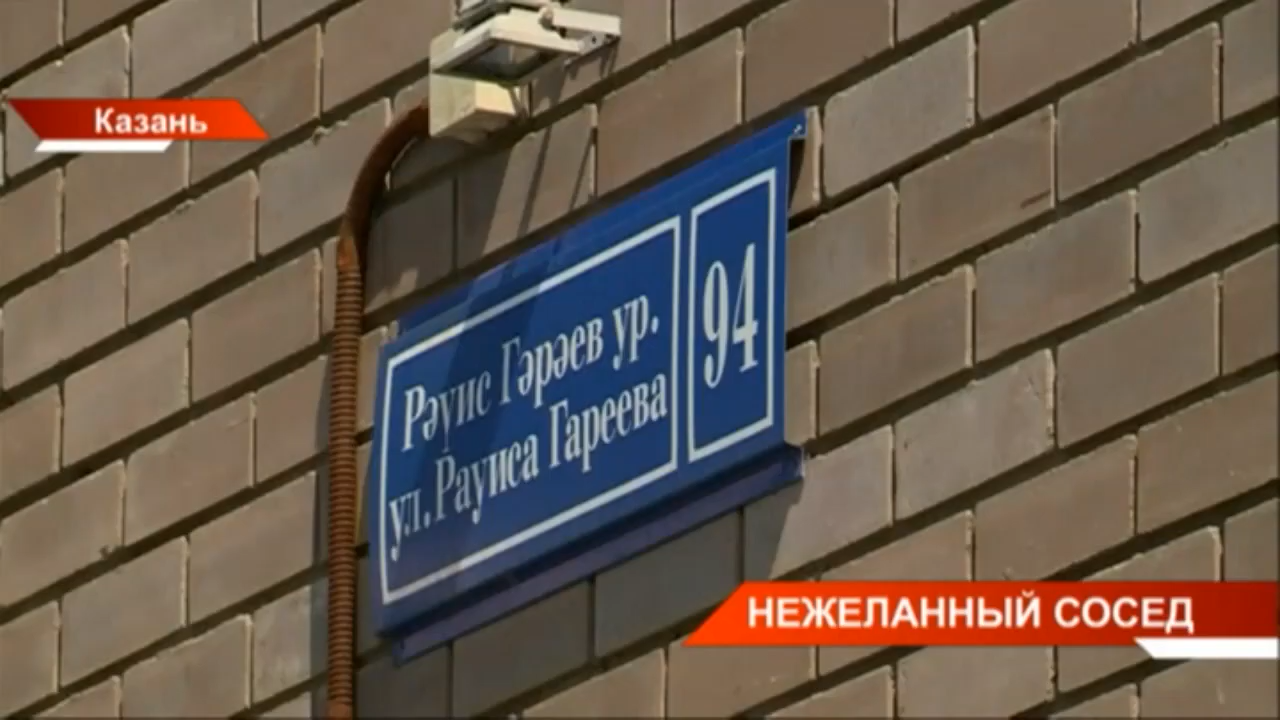 Казань
Рәуис Гәрәев ур.
ул. Рауиса Гареева
94
НЕЖЕЛАННЫЙ СОСЕД